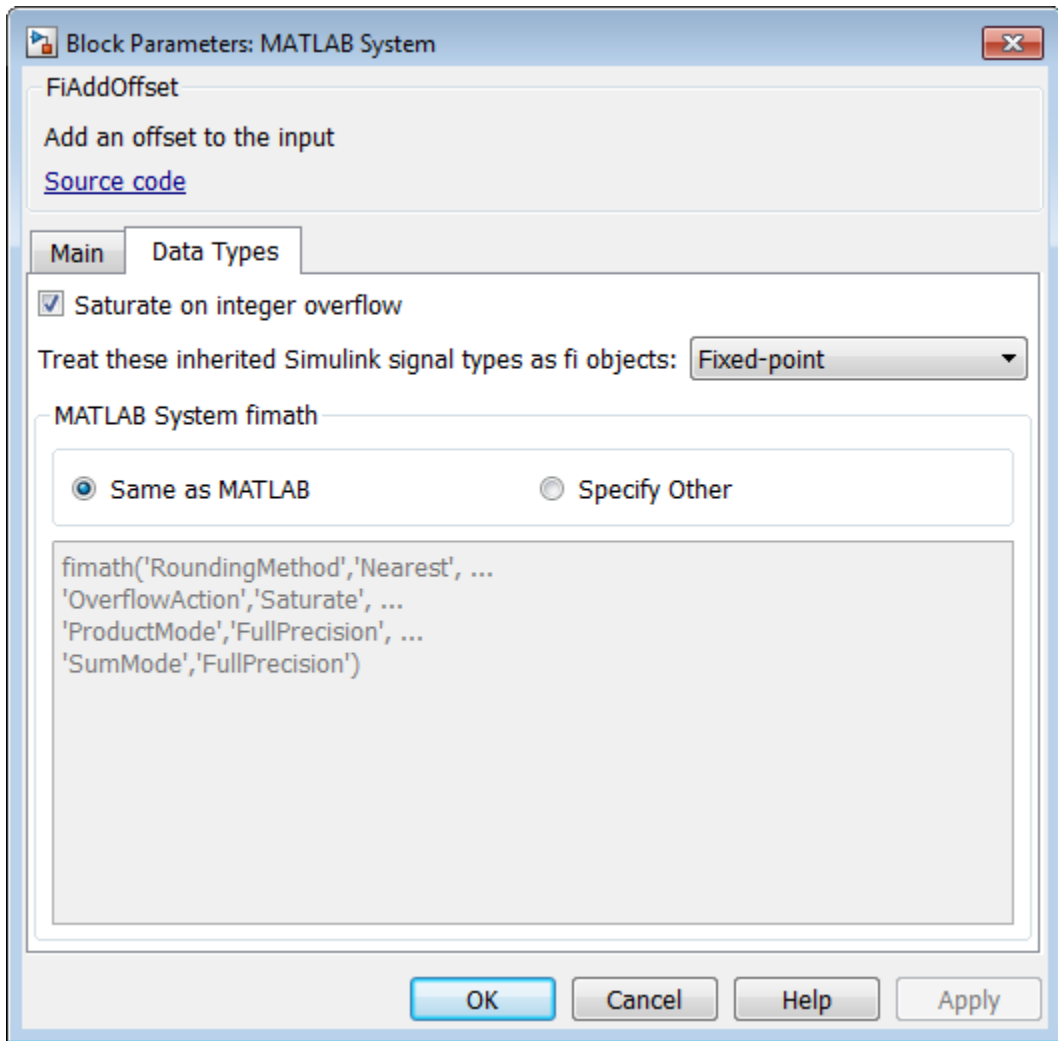 Block Parameters: MATLAB System
FiAddOffset
Add an offset to the input
Source code
Main Data Types
Saturate on integer overflow
Treat these inherited Simulink signal types as fi objects: Fixed-point
MATLAB System fimath
Same as MATLAB Specify Other
fimath('RoundingMethod','Nearest', ...
'OverflowAction','Saturate', ...
'ProductMode','FullPrecision', ...
'SumMode','FullPrecision')
OK Cancel Help Apply